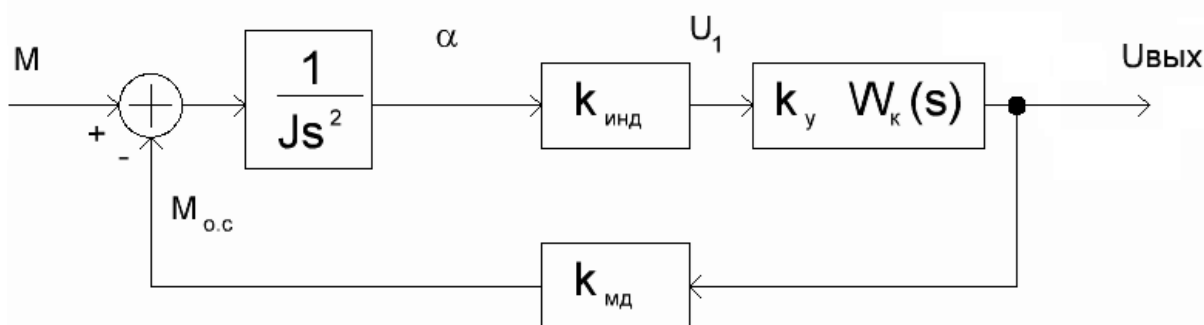 M
+
-
1
Js²
α
kинд
U₁
kу Wк(s)
Uвых
Mо.с
kмд